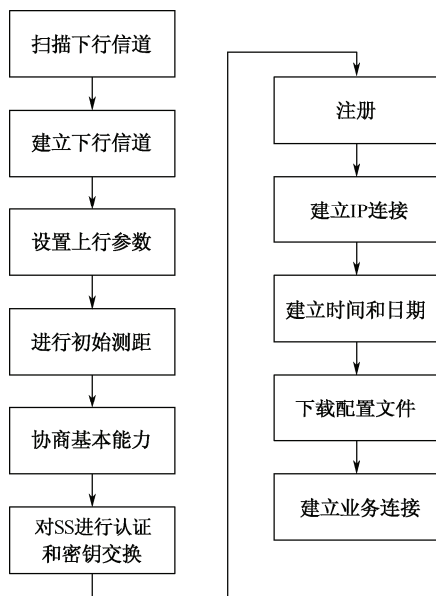 扫描下行信道
建立下行信道
设置上行参数
进行初始测距
协商基本能力
对SS进行认证
和密钥交换
注册
建立IP连接
建立时间和日期
下载配置文件
建立业务连接